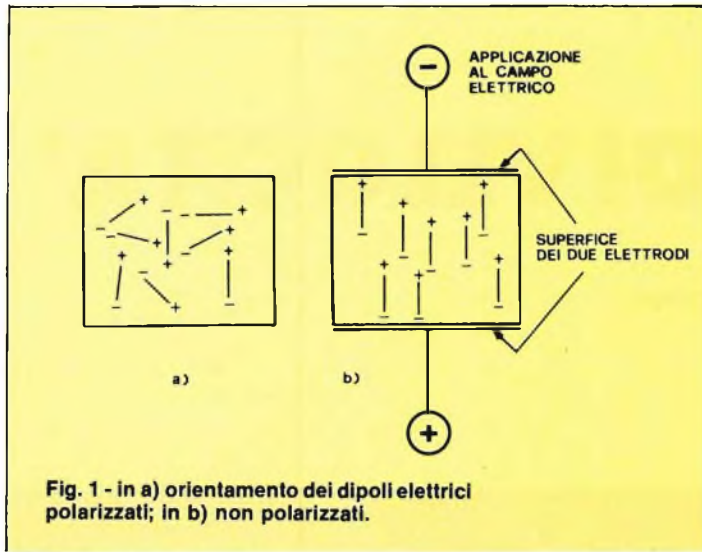 −
APPLICAZIONE
AL CAMPO
ELETTRICO
SUPERFICE
DEI DUE ELETTRODI
a)
b)
+
Fig. 1 - in a) orientamento dei dipoli elettrici
polarizzati; in b) non polarizzati.